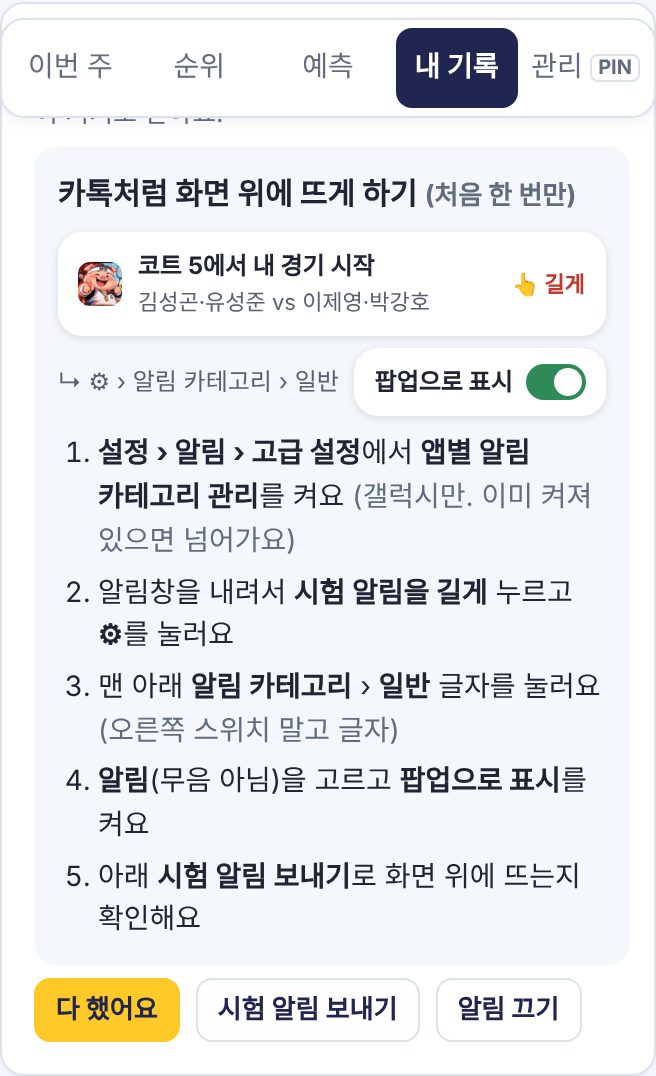 이번 주 순위 예측 내 기록 관리 PIN
카톡처럼 화면 위에 뜨게 하기 (처음 한 번만)
코트 5에서 내 경기 시작
김성곤·유성준 vs 이제영·박강호
👆 길게
↳ ⚙ › 알림 카테고리 › 일반 팝업으로 표시
1. 설정 › 알림 › 고급 설정에서 앱별 알림
카테고리 관리를 켜요 (갤럭시만. 이미 켜져
있으면 넘어가요)
2. 알림창을 내려서 시험 알림을 길게 누르고
⚙를 눌러요
3. 맨 아래 알림 카테고리 › 일반 글자를 눌러요
(오른쪽 스위치 말고 글자)
4. 알림(무음 아님)을 고르고 팝업으로 표시를
켜요
5. 아래 시험 알림 보내기로 화면 위에 뜨는지
확인해요
다 했어요 시험 알림 보내기 알림 끄기